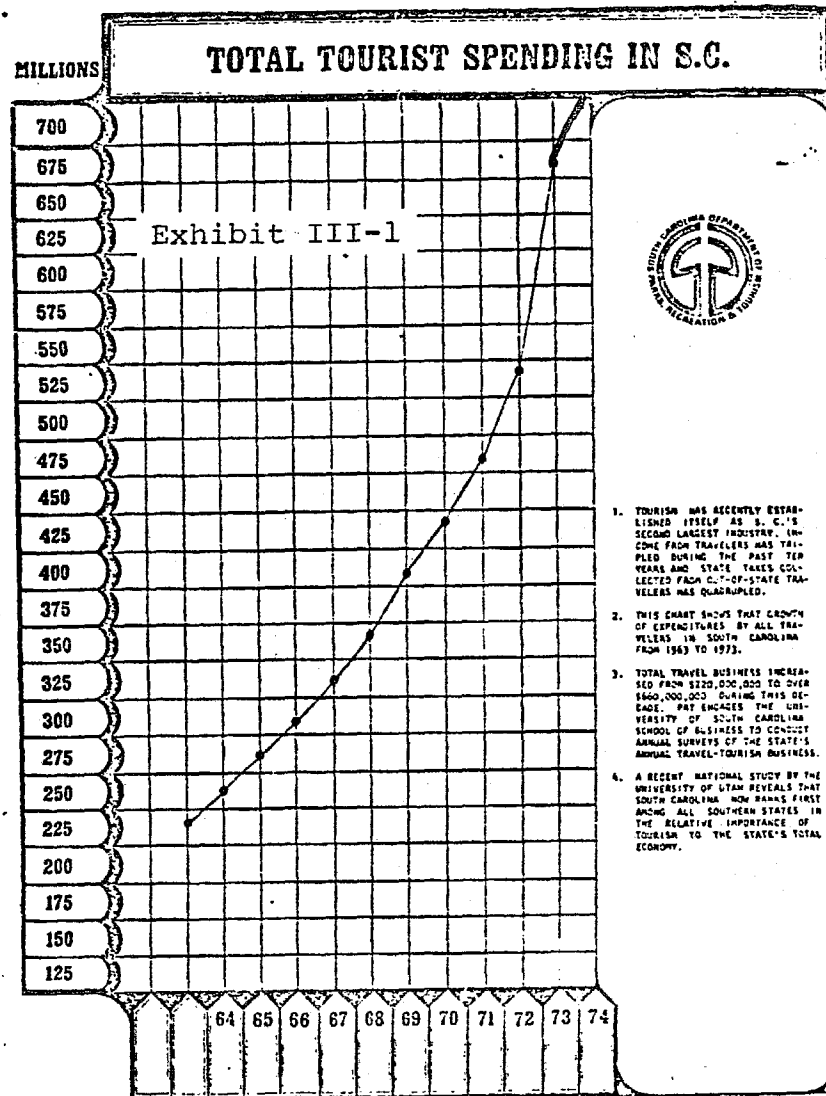 TOTAL TOURIST SPENDING IN S.C.
MILLIONS
700
675
650
625
600
575
550
525
500
475
450
425
400
375
350
325
300
275
250
225
200
175
150
125
Exhibit III-1
64 65 66 67 68 69 70 71 72 73 74
SOUTH CAROLINA DEPARTMENT OF
PARKS, RECREATION & TOURISM
1. TOURISM HAS RECENTLY ESTAB-
LISHED ITSELF AS S. C.'S
SECOND LARGEST INDUSTRY. IN-
COME FROM TRAVELERS HAS TRI-
PLED DURING THE PAST TEN
YEARS AND STATE TAXES COL-
LECTED FROM OUT-OF-STATE TRA-
VELERS HAS QUADRUPLED.
2. THIS CHART SHOWS THAT GROWTH
OF EXPENDITURES BY ALL TRA-
VELERS IN SOUTH CAROLINA
FROM 1963 TO 1973.
3. TOTAL TRAVEL BUSINESS INCREA-
SED FROM $220,000,000 TO OVER
$660,000,000 DURING THIS DE-
CADE. PRT ENGAGES THE UNI-
VERSITY OF SOUTH CAROLINA
SCHOOL OF BUSINESS TO CONDUCT
ANNUAL SURVEYS OF THE STATE'S
ANNUAL TRAVEL-TOURISM BUSINESS.
4. A RECENT NATIONAL STUDY BY THE
UNIVERSITY OF UTAH REVEALS THAT
SOUTH CAROLINA NOW RANKS FIRST
AMONG ALL SOUTHERN STATES IN
THE RELATIVE IMPORTANCE OF
TOURISM TO THE STATE'S TOTAL
ECONOMY.